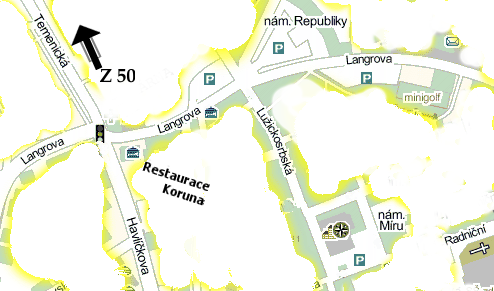 nám. Republiky
Temenická
Z 50
P
P
Langrova
P
minigolf
Langrova
Lužickosrbská
Langrova
Restaurace
Koruna
Havlíčkova
nám.
Míru
Radniční
P
P